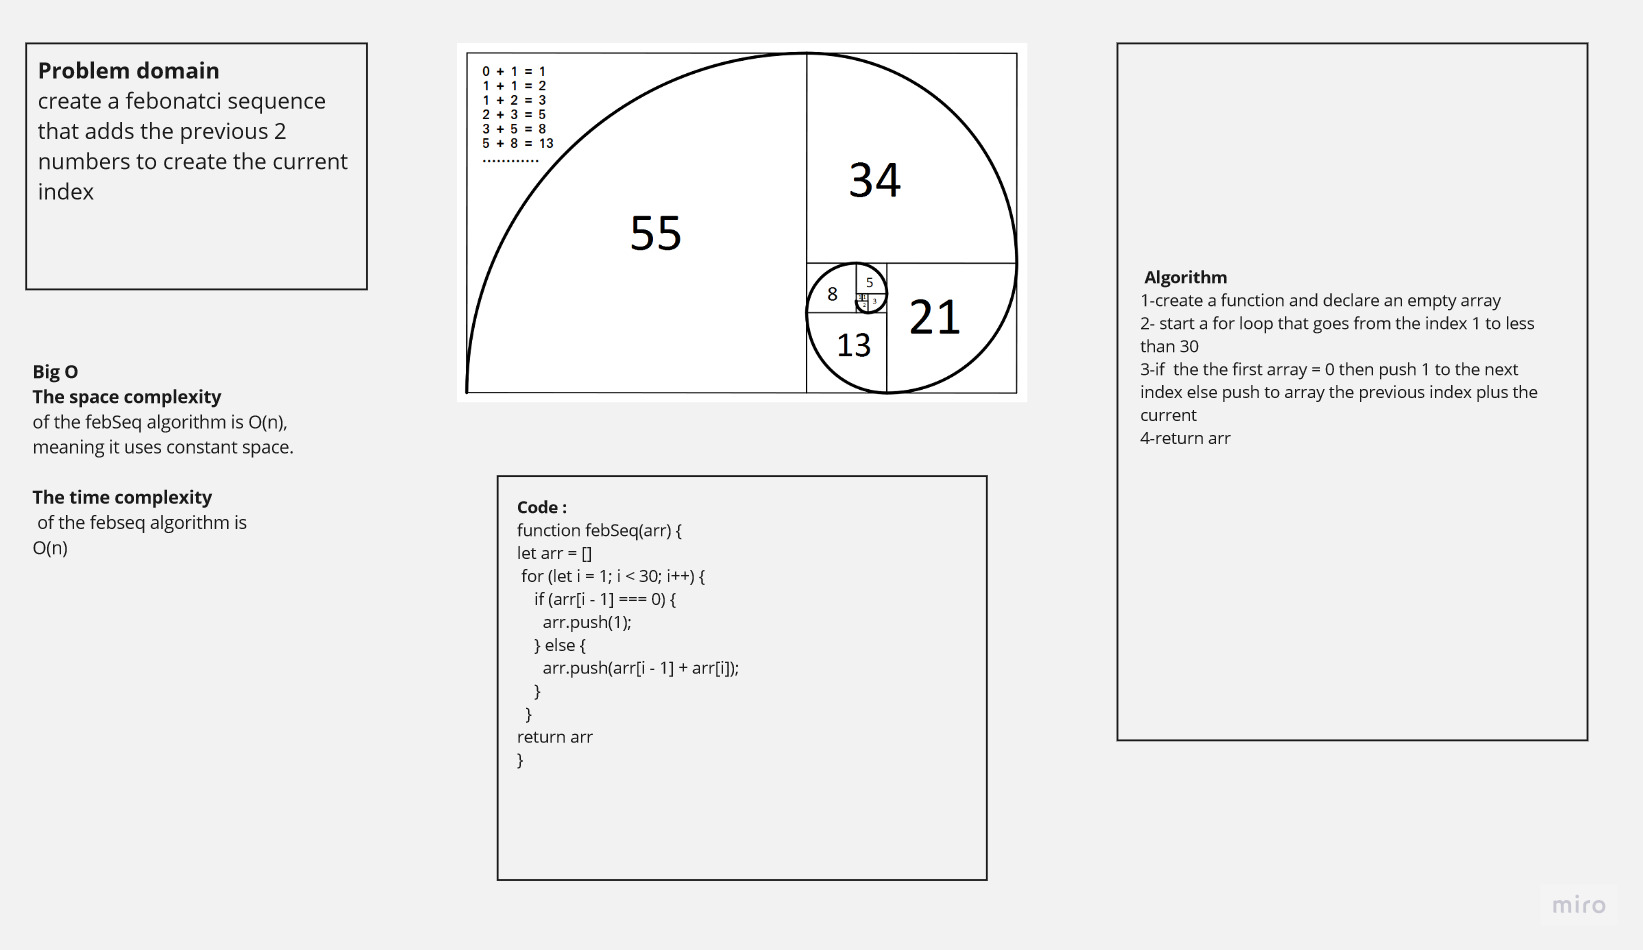 Problem domain
create a febonatci sequence
that adds the previous 2
numbers to create the current
index
Big O
The space complexity
of the febSeq algorithm is O(n),
meaning it uses constant space.
The time complexity
of the febseq algorithm is
O(n)
0 + 1 = 1
1 + 1 = 2
1 + 2 = 3
2 + 3 = 5
3 + 5 = 8
5 + 8 = 13
............
55
34
8
5
3
2
21
13
Code :
function febSeq(arr) {
let arr = []
for (let i = 1; i < 30; i++) {
if (arr[i - 1] === 0) {
arr.push(1);
} else {
arr.push(arr[i - 1] + arr[i]);
}
}
return arr
}
Algorithm
1-create a function and declare an empty array
2- start a for loop that goes from the index 1 to less
than 30
3-if the the first array = 0 then push 1 to the next
index else push to array the previous index plus the
current
4-return arr
miro